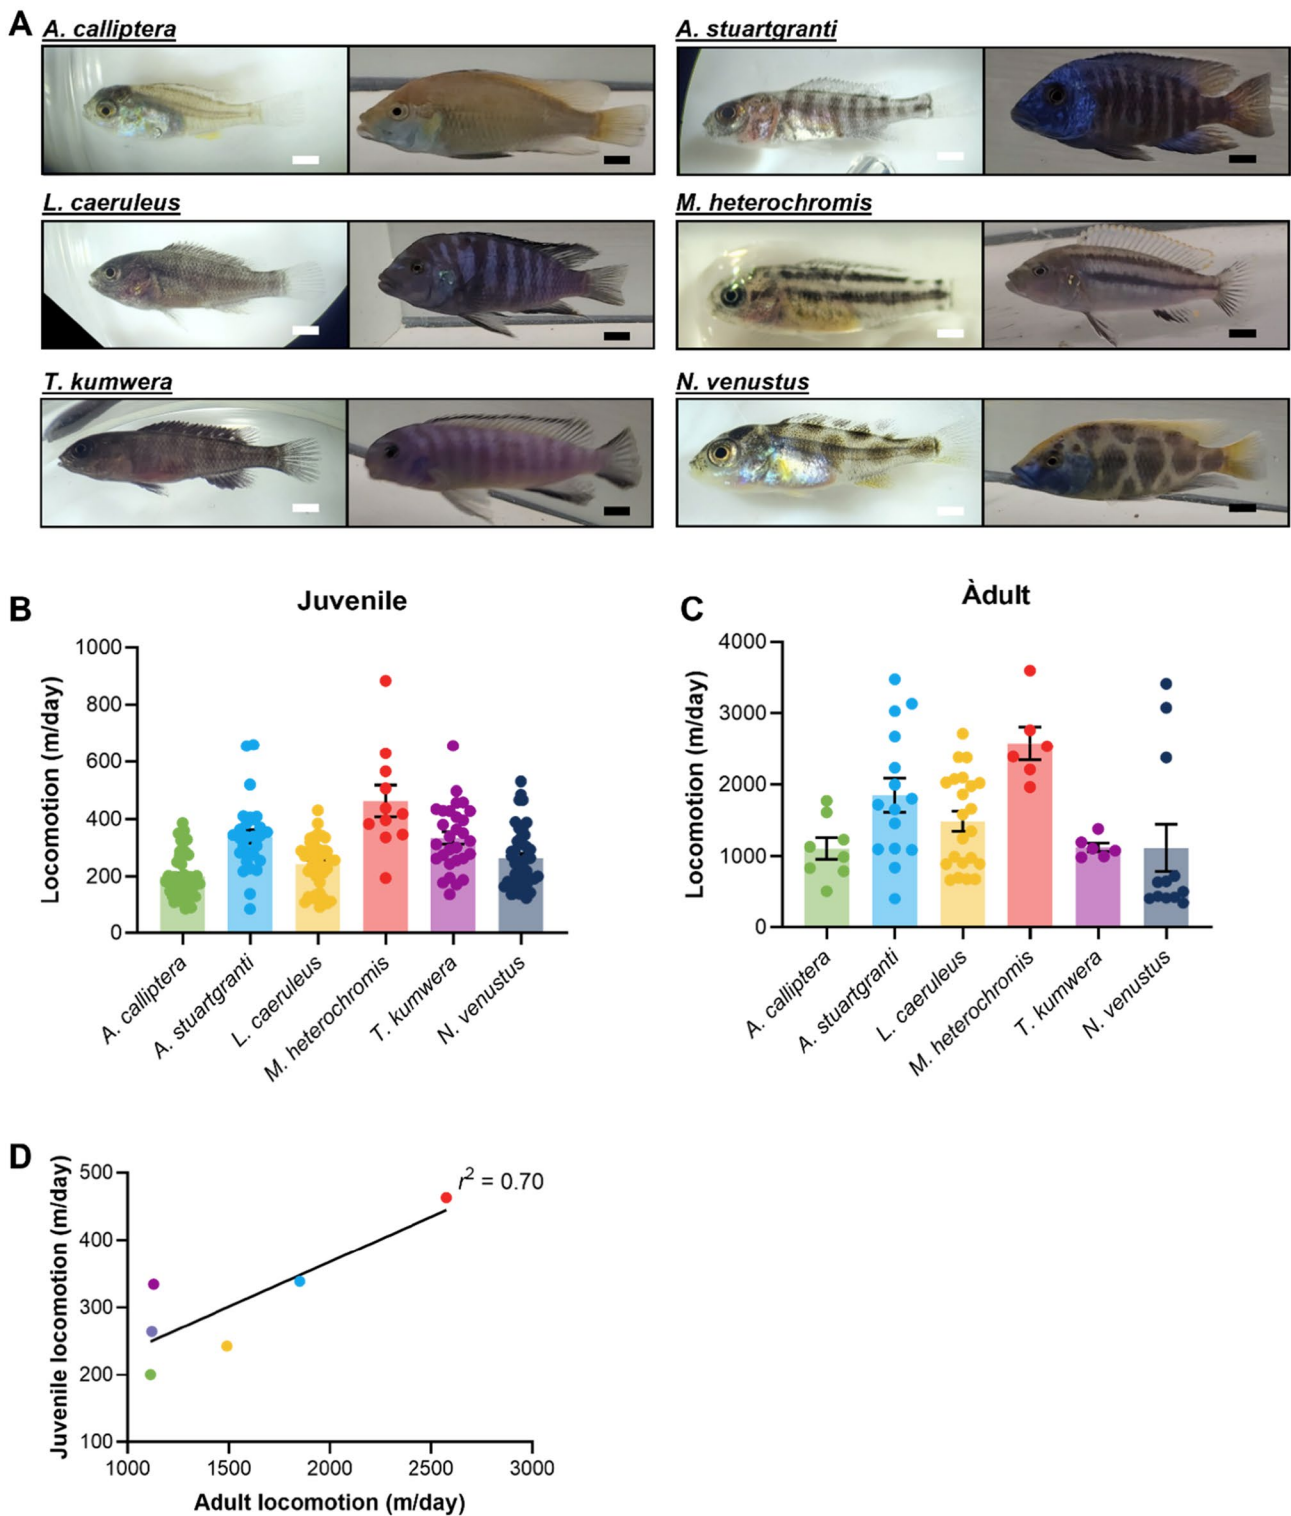 A
A. calliptera
A. stuartgranti
L. caeruleus
M. heterochromis
T. kumwera
N. venustus
B
Juvenile
Locomotion (m/day)
1000
800
600
400
200
0
A. calliptera
A. stuartgranti
L. caeruleus
M. heterochromis
T. kumwera
N. venustus
C
Àdult
Locomotion (m/day)
4000
3000
2000
1000
0
A. calliptera
A. stuartgranti
L. caeruleus
M. heterochromis
T. kumwera
N. venustus
D
Juvenile locomotion (m/day)
500
400
300
200
100
r² = 0.70
1000 1500 2000 2500 3000
Adult locomotion (m/day)